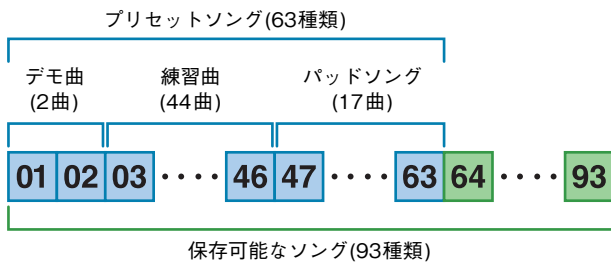 プリセットソング(63種類)
デモ曲
(2曲)
練習曲
(44曲)
パッドソング
(17曲)
01 02 03 ・・・・ 46 47 ・・・・ 63 64 ・・・・ 93
保存可能なソング(93種類)